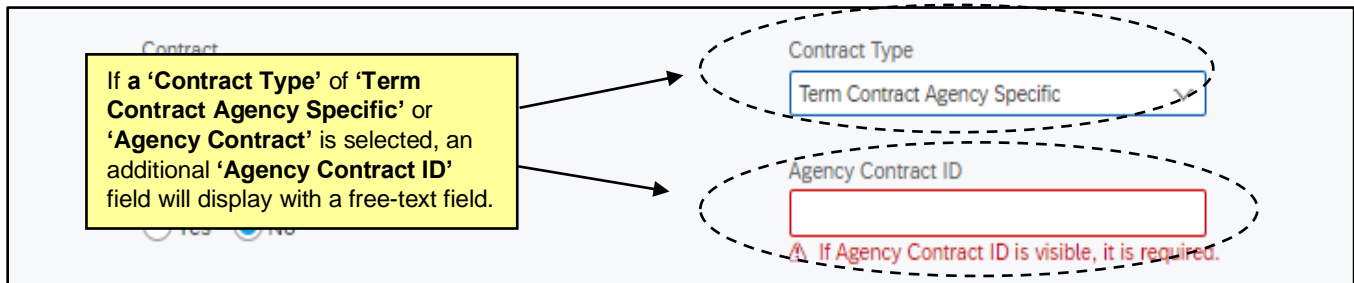 Contract
If a ‘Contract Type’ of ‘Term
Contract Agency Specific’ or
‘Agency Contract’ is selected, an
additional ‘Agency Contract ID’
field will display with a free-text field.
Yes No
Contract Type
Term Contract Agency Specific
Agency Contract ID
If Agency Contract ID is visible, it is required.